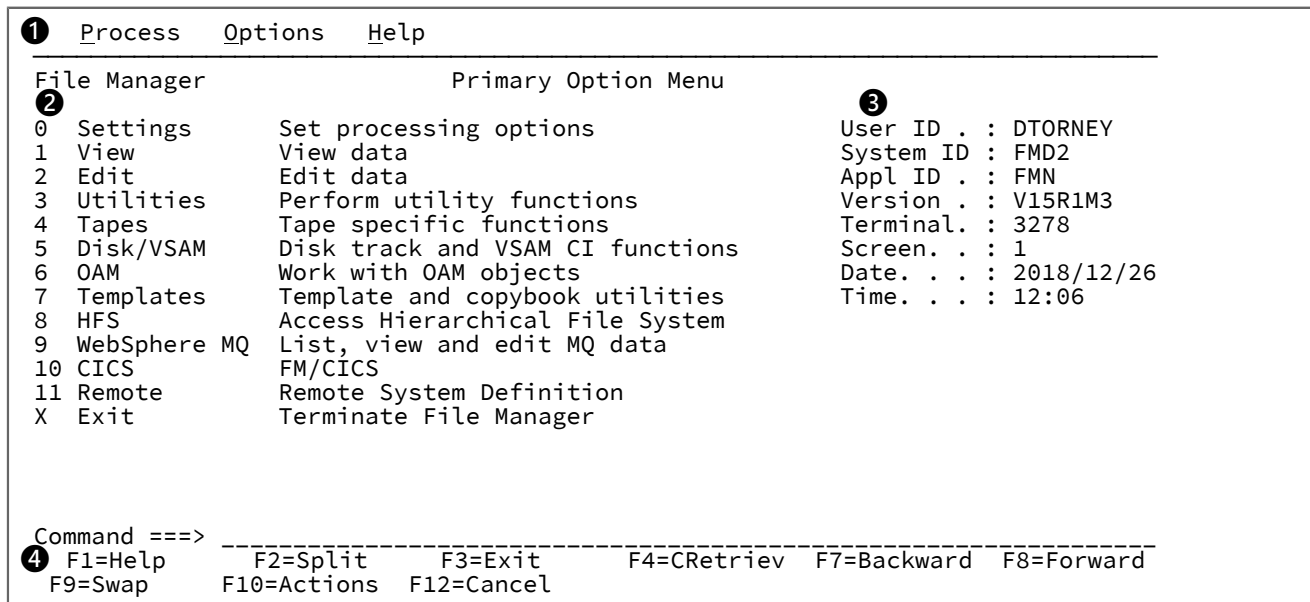 ❶ Process Options Help
File Manager Primary Option Menu
❷ ❸
0 Settings Set processing options User ID . : DTORNEY
1 View View data System ID : FMD2
2 Edit Edit data Appl ID . : FMN
3 Utilities Perform utility functions Version . : V15R1M3
4 Tapes Tape specific functions Terminal. : 3278
5 Disk/VSAM Disk track and VSAM CI functions Screen. . : 1
6 OAM Work with OAM objects Date. . . : 2018/12/26
7 Templates Template and copybook utilities Time. . . : 12:06
8 HFS Access Hierarchical File System
9 WebSphere MQ List, view and edit MQ data
10 CICS FM/CICS
11 Remote Remote System Definition
X Exit Terminate File Manager
Command ===> _________________________________________________________________
❹ F1=Help F2=Split F3=Exit F4=CRetriev F7=Backward F8=Forward
F9=Swap F10=Actions F12=Cancel